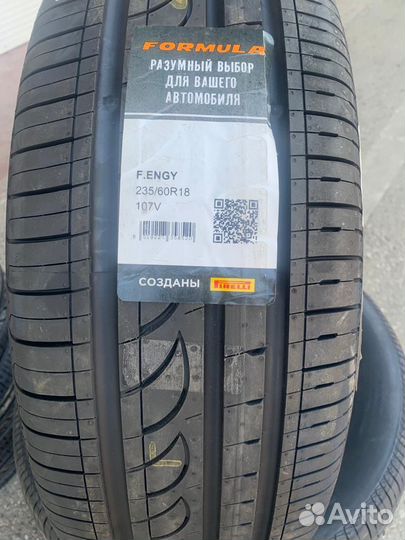 FORMULA
РАЗУМНЫЙ ВЫБОР
ДЛЯ ВАШЕГО
АВТОМОБИЛЯ
F.ENGY
235/60R18
107V
СОЗДАНЫ
PIRELLI
Avito